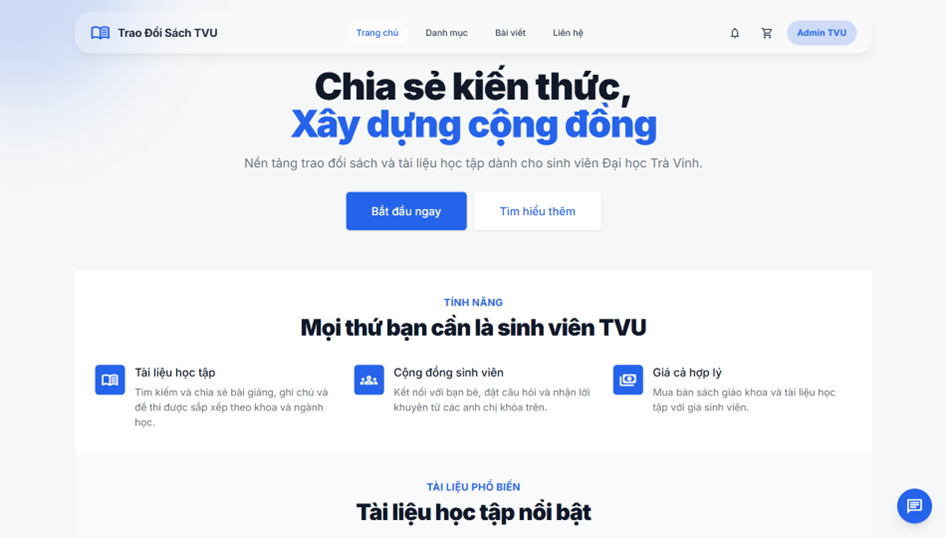 Trao Đổi Sách TVU
Trang chủ
Danh mục
Bài viết
Liên hệ
Admin TVU
Chia sẻ kiến thức,
Xây dựng cộng đồng
Nền tảng trao đổi sách và tài liệu học tập dành cho sinh viên Đại học Trà Vinh.
Bắt đầu ngay
Tìm hiểu thêm
TÍNH NĂNG
Mọi thứ bạn cần là sinh viên TVU
Tài liệu học tập
Tìm kiếm và chia sẻ bài giảng, ghi chú và
đề thi được sắp xếp theo khoa và ngành
học.
Cộng đồng sinh viên
Kết nối với bạn bè, đặt câu hỏi và nhận lời
khuyên từ các anh chị khóa trên.
Giá cả hợp lý
Mua bán sách giáo khoa và tài liệu học
tập với giá sinh viên.
TÀI LIỆU PHỔ BIẾN
Tài liệu học tập nổi bật